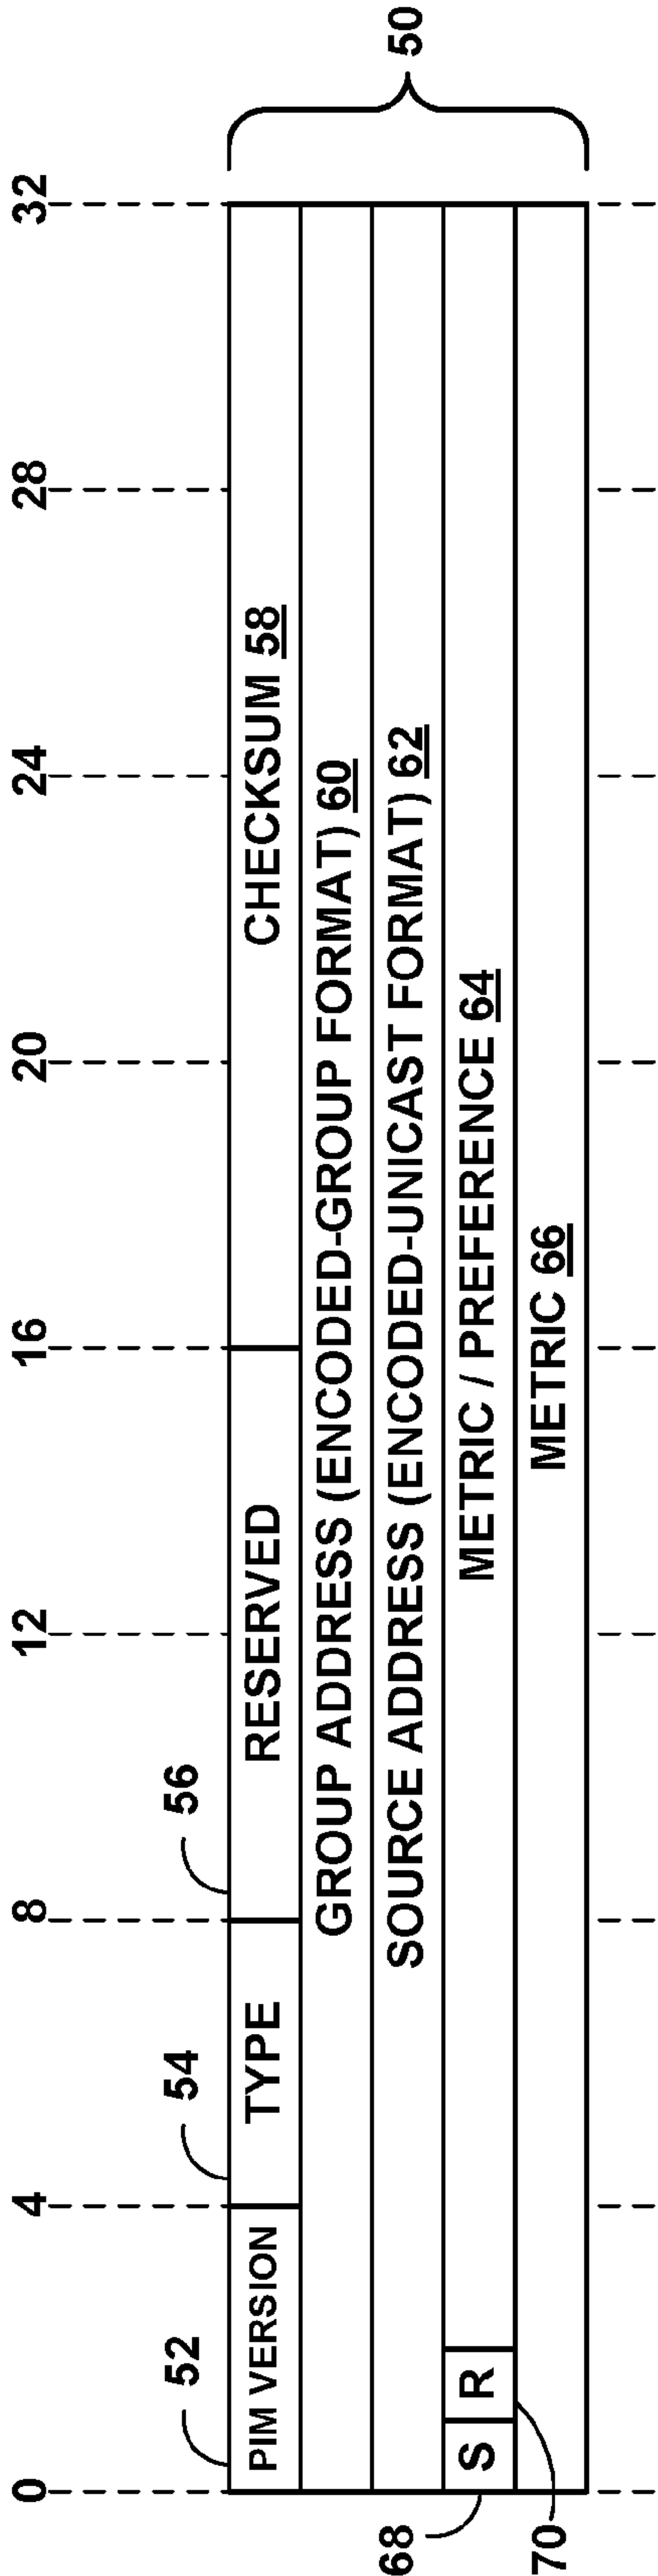 0 4 8 12 16 20 24 28 32
52 54 56
PIM VERSION TYPE RESERVED CHECKSUM 58
GROUP ADDRESS (ENCODED-GROUP FORMAT) 60
SOURCE ADDRESS (ENCODED-UNICAST FORMAT) 62
S R METRIC / PREFERENCE 64
METRIC 66
50
68
70